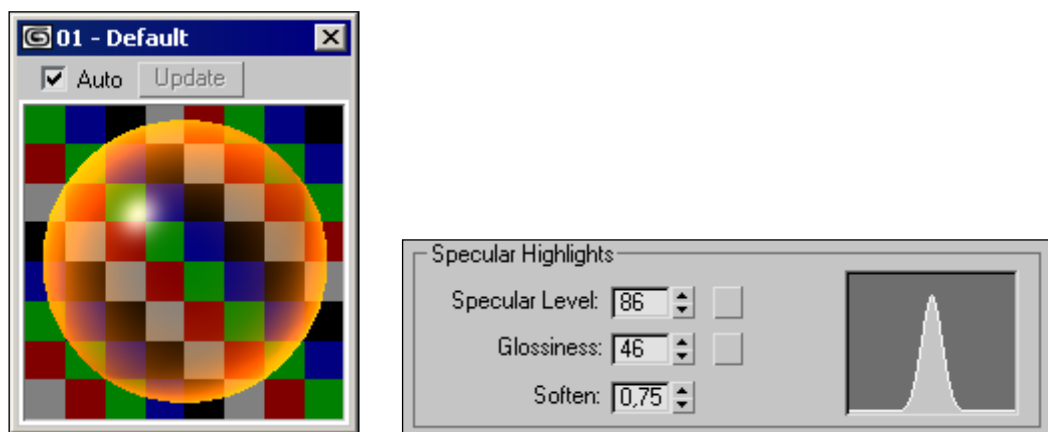 01 - Default
Auto Update
Specular Highlights
Specular Level: 86
Glossiness: 46
Soften: 0,75